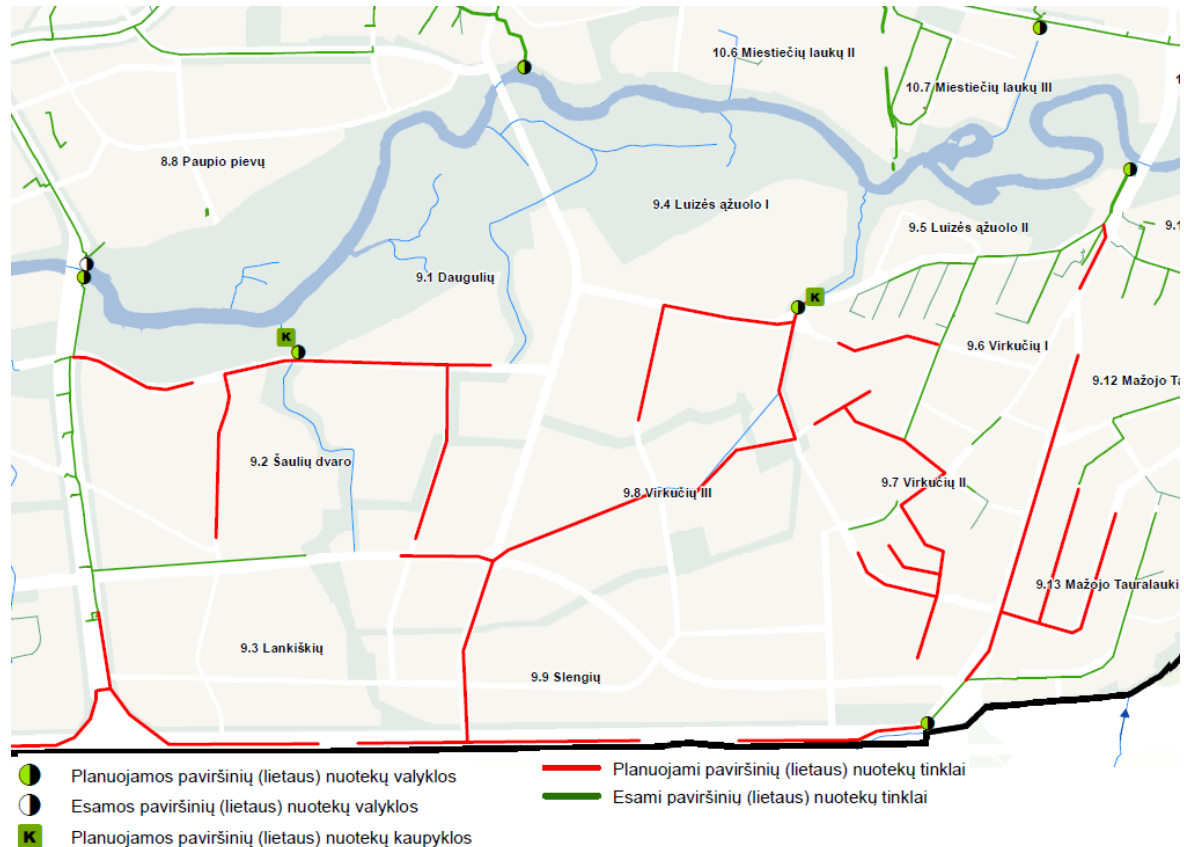 10.6 Miestiečių laukų II
10.7 Miestiečių laukų III
8.8 Paupio pievų
9.4 Luizės ąžuolo I
9.5 Luizės ąžuolo II
9.1
9.1 Daugulių
K
K
9.6 Virkučių I
9.12 Mažojo Ta
9.2 Šaulių dvaro
9.8 Virkučių III
9.7 Virkučių II
9.13 Mažojo Tauralauki
9.3 Lankiškių
9.9 Slengių
Planuojamos paviršinių (lietaus) nuotekų valyklos
Esamos paviršinių (lietaus) nuotekų valyklos
K Planuojamos paviršinių (lietaus) nuotekų kaupyklos
Planuojami paviršinių (lietaus) nuotekų tinklai
Esami paviršinių (lietaus) nuotekų tinklai